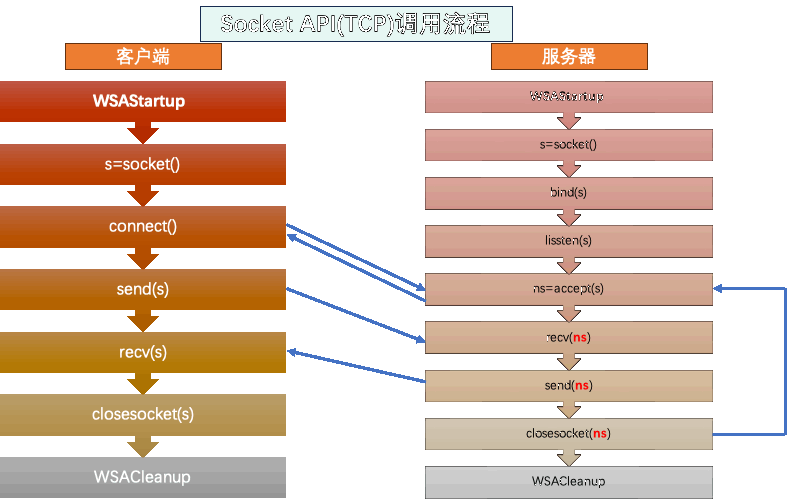 Socket API(TCP)调用流程
客户端
WSAStartup
s=socket()
connect()
send(s)
recv(s)
closesocket(s)
WSACleanup
服务器
WSAStartup
s=socket()
bind(s)
lissten(s)
ns=accept(s)
recv(ns)
send(ns)
closesocket(ns)
WSACleanup